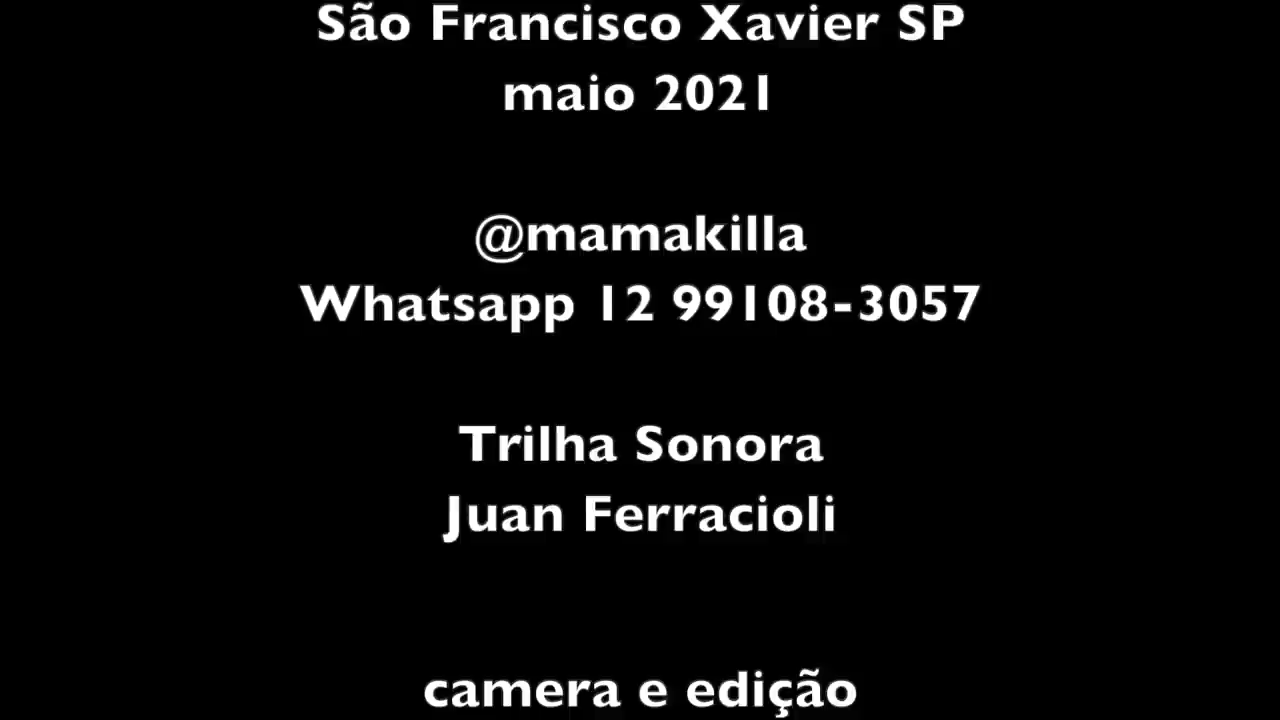 São Francisco Xavier SP
maio 2021
@mamakilla
Whatsapp 12 99108-3057
Trilha Sonora
Juan Ferracioli
camera e edição